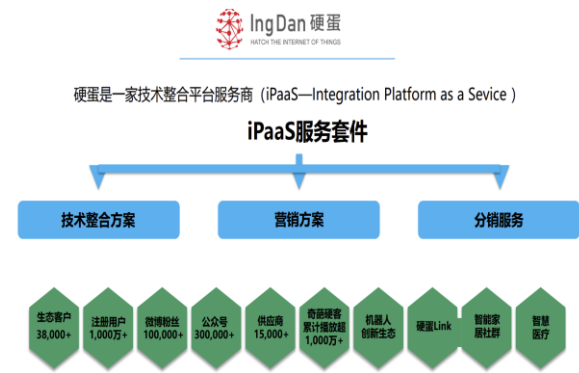 IngDan 硬蛋
HATCH THE INTERNET OF THINGS
硬蛋是一家技术整合平台服务商（iPaaS—Integration Platform as a Sevice ）
iPaaS服务套件
技术整合方案
营销方案
分销服务
生态客户
38,000+
注册用户
1,000万+
微博粉丝
100,000+
公众号
300,000+
供应商
15,000+
奇葩硬客
累计播放超
1,000万+
机器人
创新生态
硬蛋Link
智能家
居社群
智慧
医疗